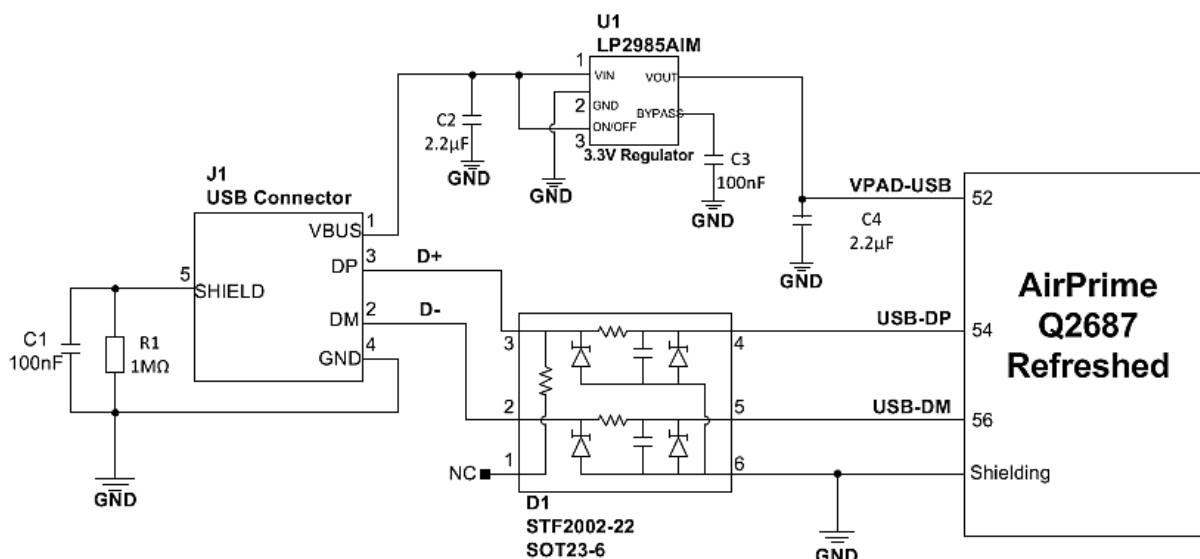 U1
LP2985AIM
1
VIN
VOUT
2
GND
BYPASS
ON/OFF
3
3.3V Regulator
C2
2.2µF
GND
GND
C3
100nF
GND
J1
USB Connector
VBUS
1
DP
3
5
SHIELD
DM
2
GND
4
D+
D-
C1
100nF
R1
1MΩ
GND
VPAD-USB
52
C4
2.2µF
GND
AirPrime
Q2687
Refreshed
3
4
USB-DP
54
2
5
USB-DM
56
NC
1
6
Shielding
D1
STF2002-22
SOT23-6
GND